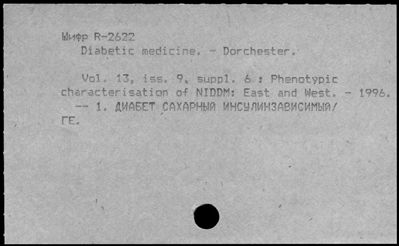 Шифр R-2622
Diabetic medicine. - Dorchester.
Vol. 13, iss. 9, suppl. 6 : Phenotypic
characterisation of NIDDM: East and West. - 1996.
-- 1. ДИАБЕТ САХАРНЫЙ ИНСУЛИНЗАВИСИМЫЙ/
ГЕ.